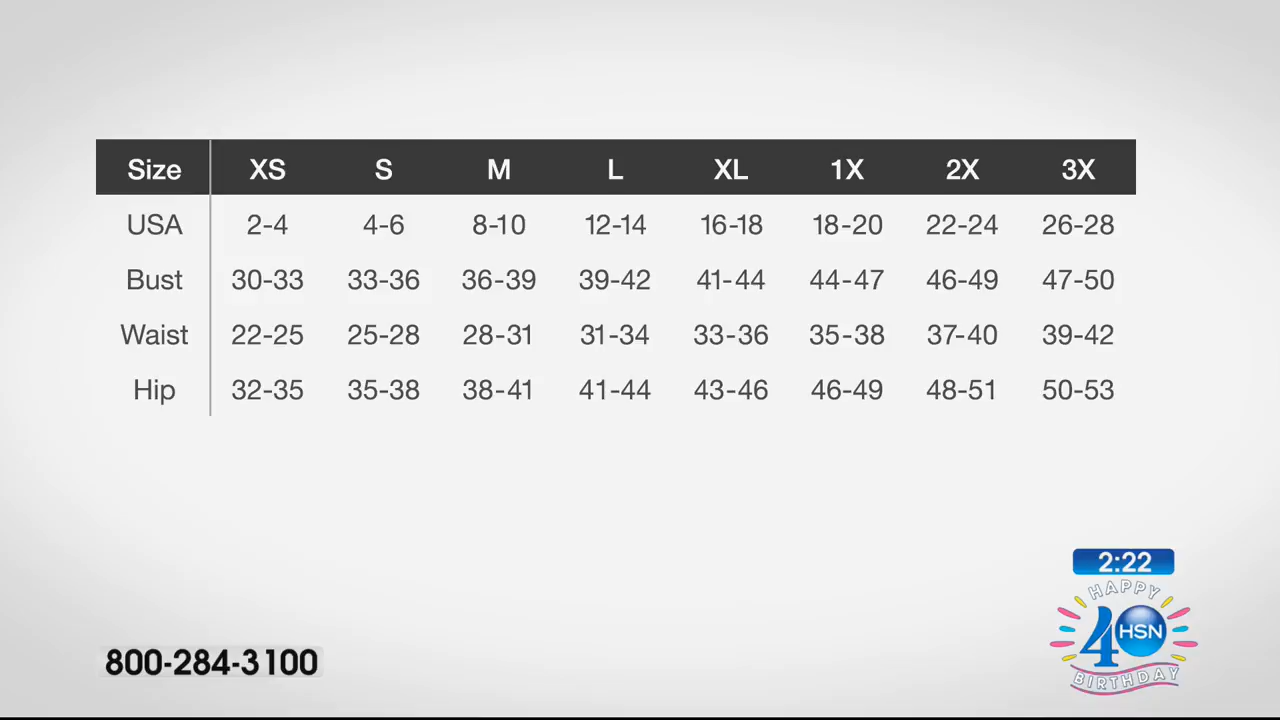 Size XS S M L XL 1X 2X 3X
USA 2-4 4-6 8-10 12-14 16-18 18-20 22-24 26-28
Bust 30-33 33-36 36-39 39-42 41-44 44-47 46-49 47-50
Waist 22-25 25-28 28-31 31-34 33-36 35-38 37-40 39-42
Hip 32-35 35-38 38-41 41-44 43-46 46-49 48-51 50-53
2:22
HAPPY
40 HSN
BIRTHDAY
800-284-3100